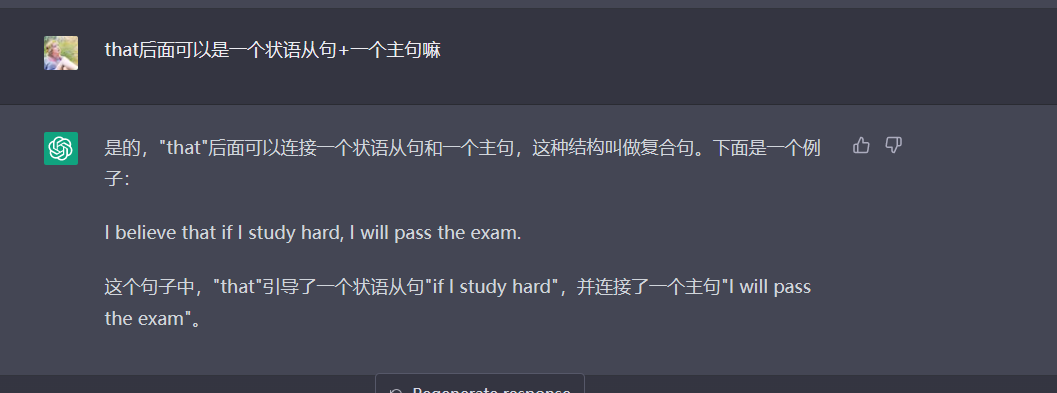 that后面可以是一个状语从句+一个主句嘛
是的，"that"后面可以连接一个状语从句和一个主句，这种结构叫做复合句。下面是一个例
子：
I believe that if I study hard, I will pass the exam.
这个句子中，"that"引导了一个状语从句"if I study hard"，并连接了一个主句"I will pass
the exam"。
Regenerate response